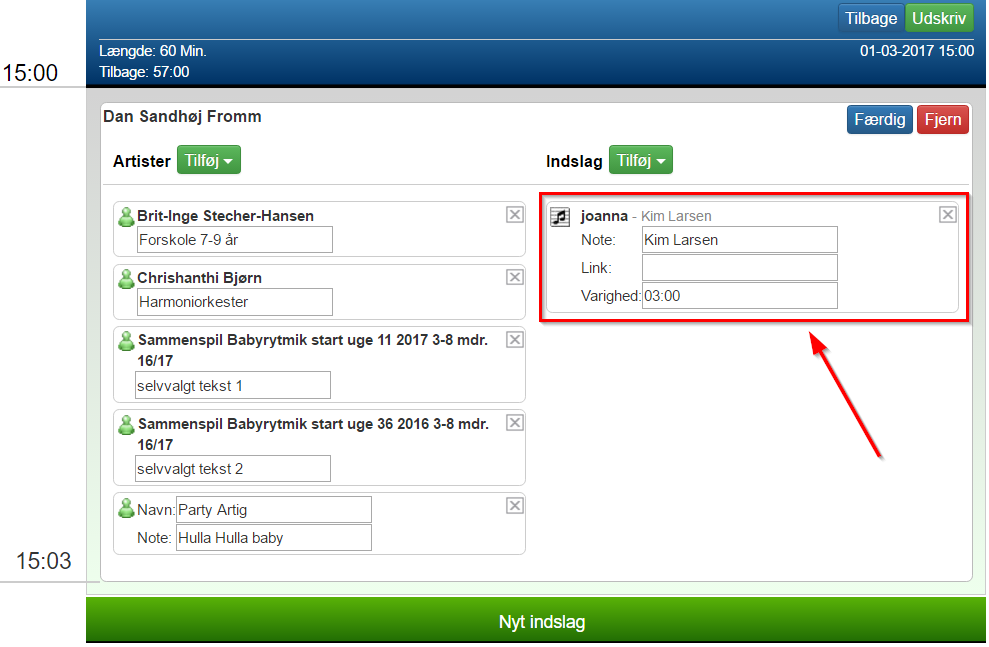 Tilbage Udskriv
Længde: 60 Min.
01-03-2017 15:00
Tilbage: 57:00
15:00
Dan Sandhøj Fromm
Færdig Fjern
Artister Tilføj
Brit-Inge Stecher-Hansen
Forskole 7-9 år
Chrishanthi Bjørn
Harmoniorkester
Sammenspil Babyrytmik start uge 11 2017 3-8 mdr.
16/17
selvvalgt tekst 1
Sammenspil Babyrytmik start uge 36 2016 3-8 mdr.
16/17
selvvalgt tekst 2
Navn: Party Artig
Note: Hulla Hulla baby
Indslag Tilføj
joanna - Kim Larsen
Note: Kim Larsen
Link:
Varighed: 03:00
15:03
Nyt indslag